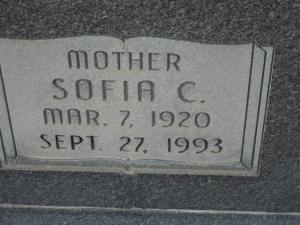 MOTHER
SOFIA C.
MAR. 7, 1920
SEPT. 27, 1993